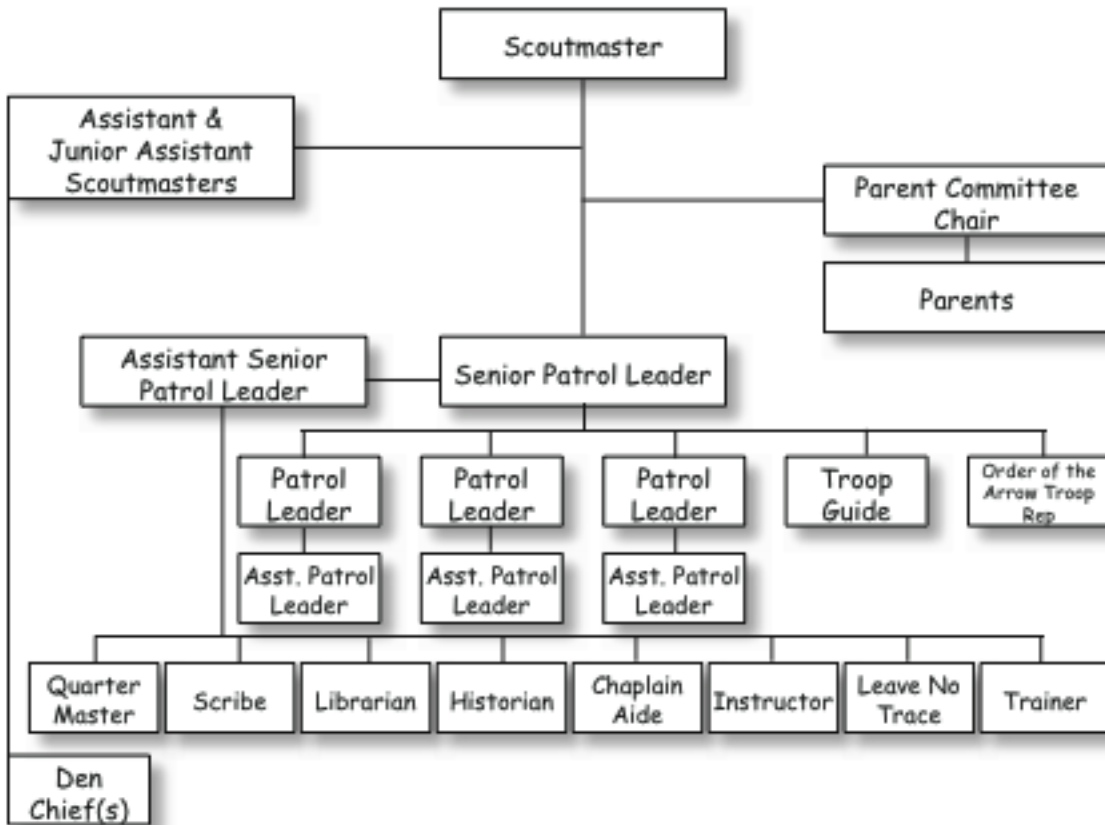 Scoutmaster
Assistant &
Junior Assistant
Scoutmasters
Parent Committee
Chair
Parents
Assistant Senior
Patrol Leader
Senior Patrol Leader
Patrol
Leader
Patrol
Leader
Patrol
Leader
Troop
Guide
Order of the
Arrow Troop
Rep
Asst. Patrol
Leader
Asst. Patrol
Leader
Asst. Patrol
Leader
Quarter
Master
Scribe
Librarian
Historian
Chaplain
Aide
Instructor
Leave No
Trace
Trainer
Den
Chief(s)